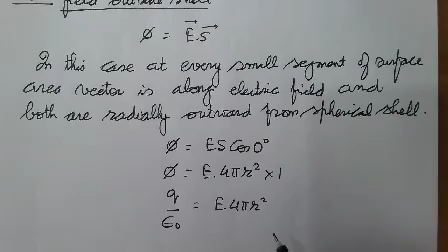 field outside shell
∅ = E⃗.S⃗
In this case at every small segment of surface
area vector is along electric field and
both are radially outward from spherical shell.
∅ = ES Cos0°
∅ = E.4πr² × 1
q/ε₀ = E.4πr²